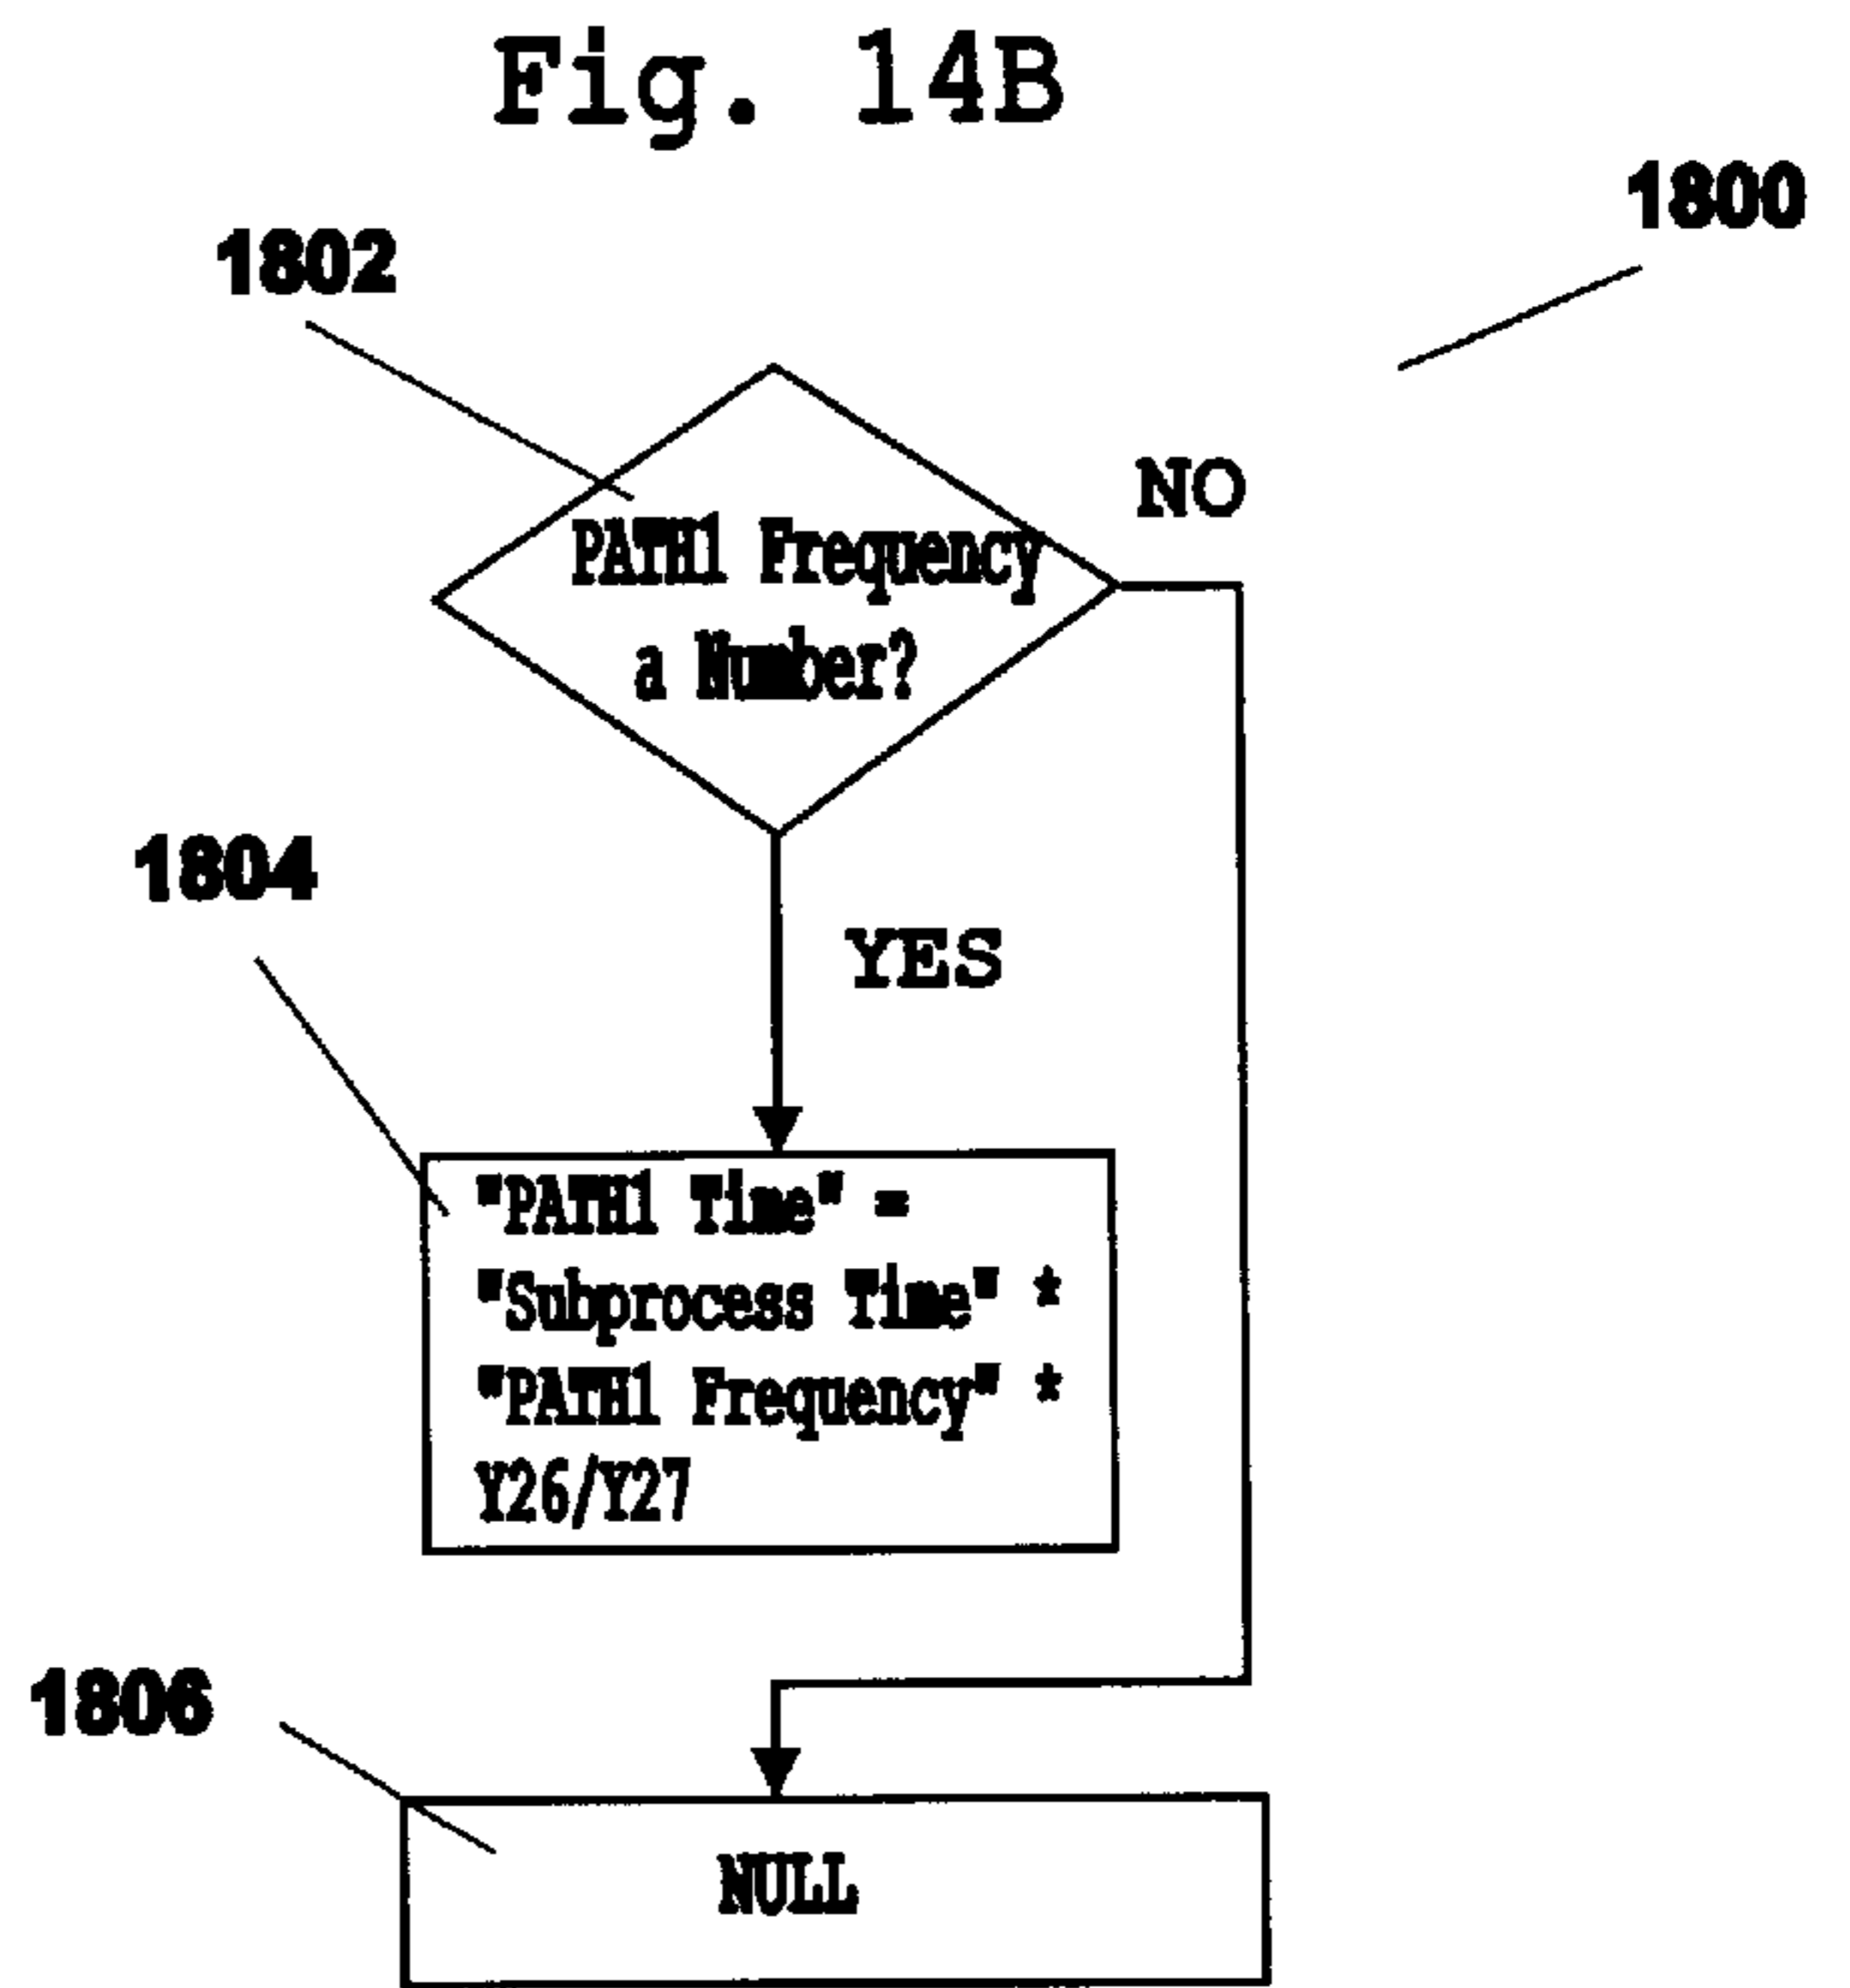 Fig. 14B
1800
1802
NO
PATH1 Frequency
a Number?
1804
YES
"PATH1 Time" =
"Subprocess Time" *
"PATH1 Frequency" *
Y26/Y27
1806
NULL